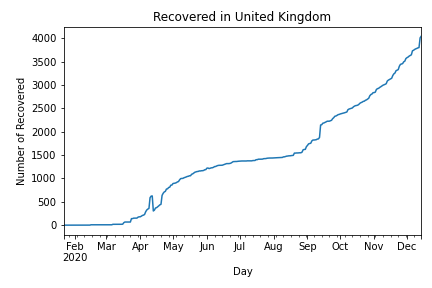 Recovered in United Kingdom
Number of Recovered
4000
3500
3000
2500
2000
1500
1000
500
0
Feb Mar Apr May Jun Jul Aug Sep Oct Nov Dec
2020
Day